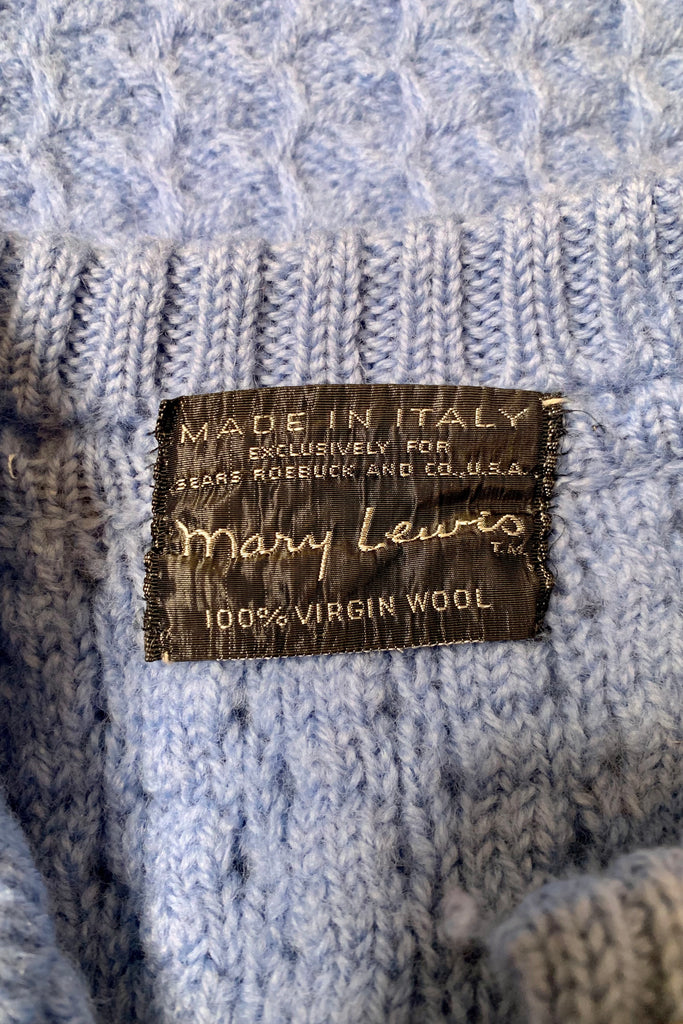 MADE IN ITALY
EXCLUSIVELY FOR
SEARS ROEBUCK AND CO., U.S.A.
Mary Lewis
T.M.
100% VIRGIN WOOL